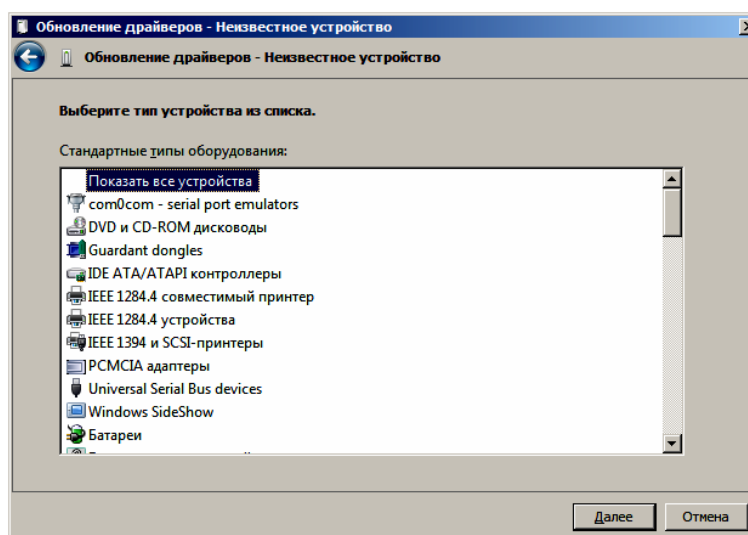 Обновление драйверов - Неизвестное устройство
Обновление драйверов - Неизвестное устройство
Выберите тип устройства из списка.
Стандартные типы оборудования:
Показать все устройства
com0com - serial port emulators
DVD и CD-ROM дисководы
Guardant dongles
IDE ATA/ATAPI контроллеры
IEEE 1284.4 совместимый принтер
IEEE 1284.4 устройства
IEEE 1394 и SCSI-принтеры
PCMCIA адаптеры
Universal Serial Bus devices
Windows SideShow
Батареи
Далее Отмена